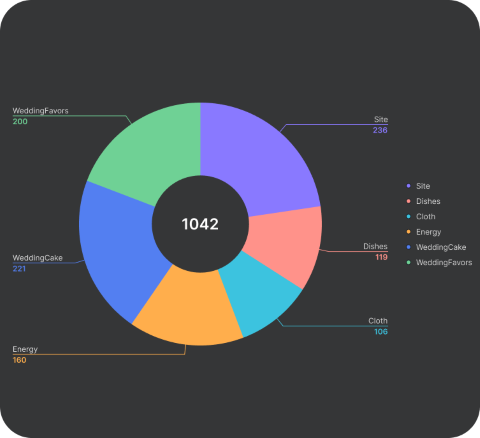 WeddingFavors
200
Site
236
1042
Site
Dishes
Cloth
Energy
WeddingCake
WeddingFavors
Dishes
119
WeddingCake
221
Cloth
106
Energy
160